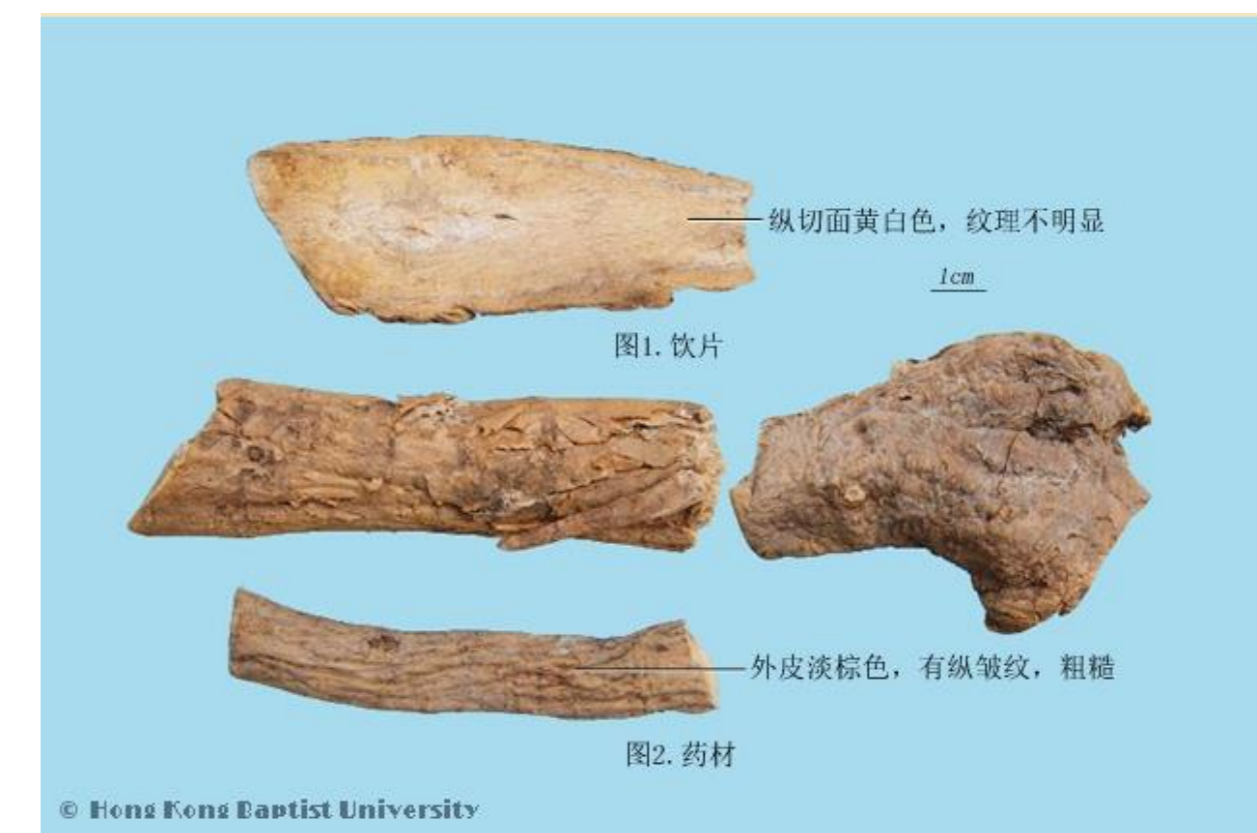 纵切面黄白色，纹理不明显
1cm
图1.饮片
外皮淡棕色，有纵皱纹，粗糙
图2.药材
© Hong Kong Baptist University